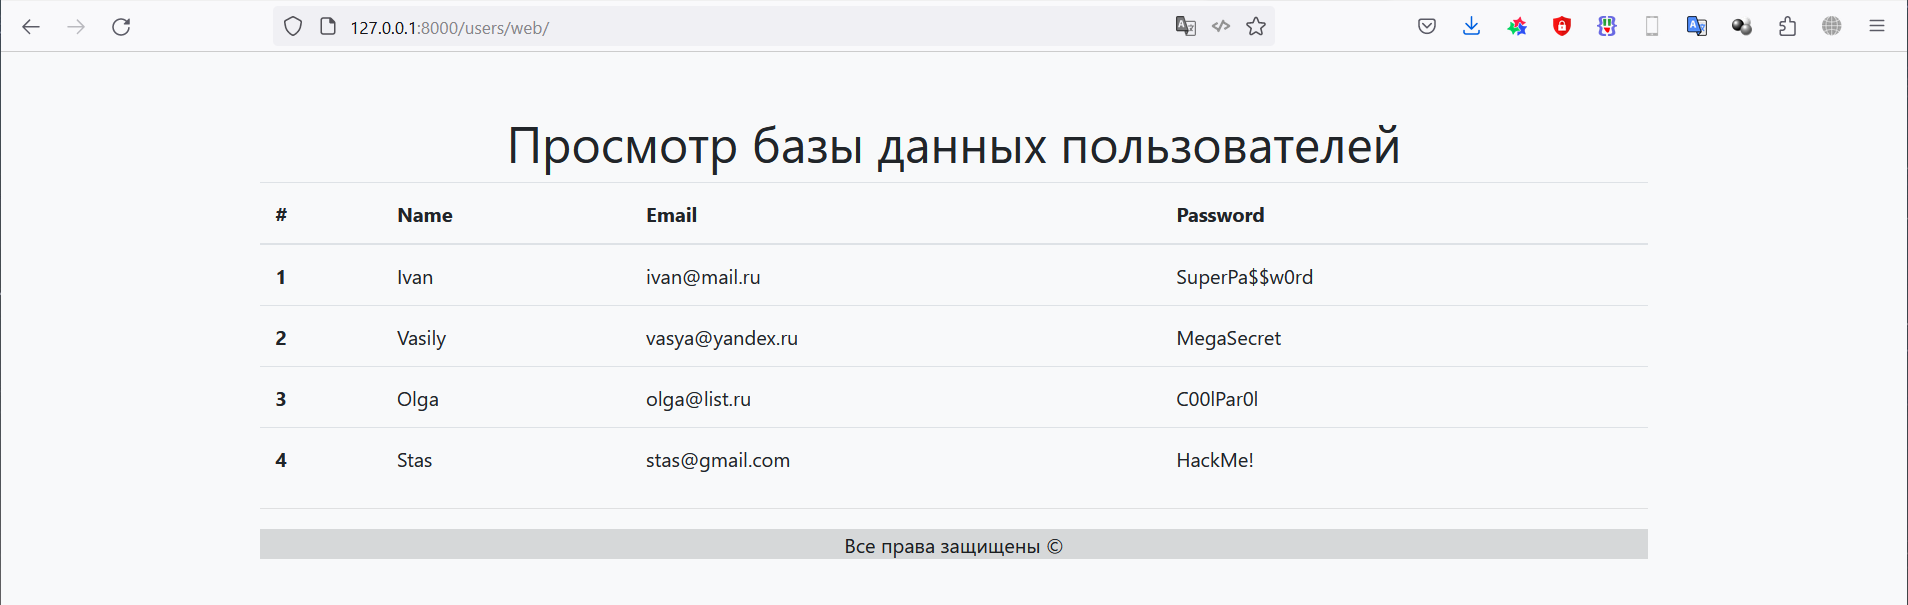 127.0.0.1:8000/users/web/
Просмотр базы данных пользователей
# Name Email Password
1 Ivan ivan@mail.ru SuperPa$$w0rd
2 Vasily vasya@yandex.ru MegaSecret
3 Olga olga@list.ru C00lPar0l
4 Stas stas@gmail.com HackMe!
Все права защищены ©